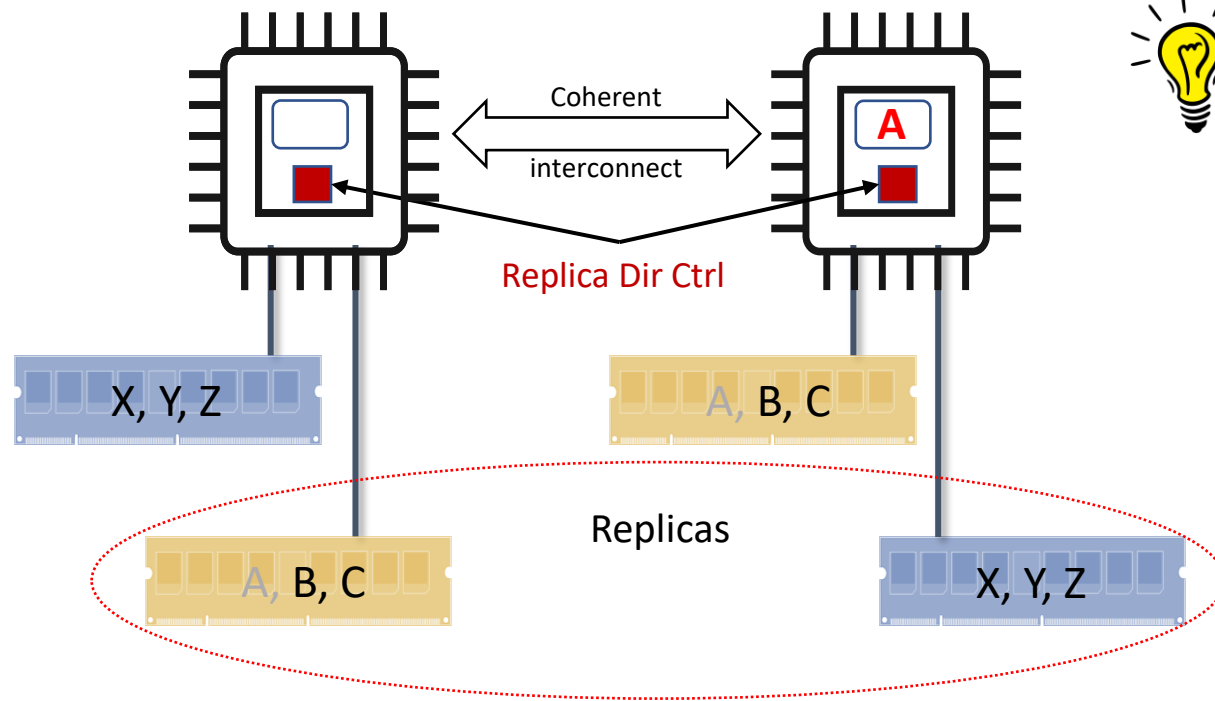 Coherent
A
interconnect
Replica Dir Ctrl
X, Y, Z
A, B, C
Replicas
A, B, C
X, Y, Z